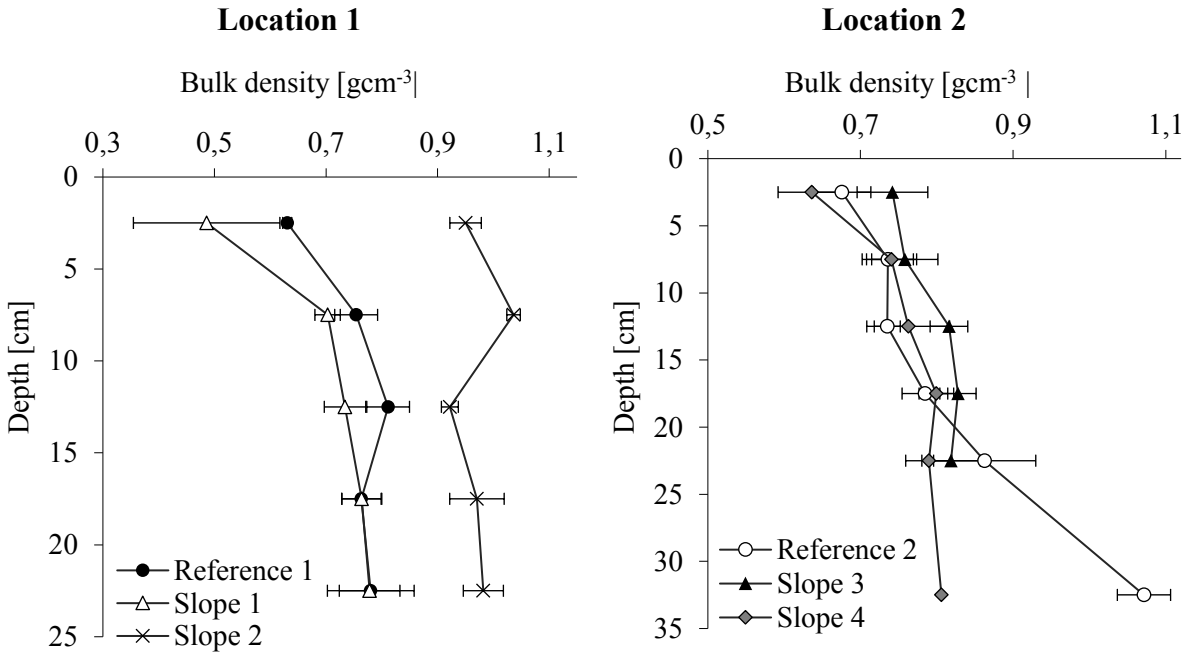 Location 1
Bulk density [gcm-3|
0,3 0,5 0,7 0,9 1,1
0
5
10
15
20
25
Depth [cm]
Reference 1
Slope 1
Slope 2
Location 2
Bulk density [gcm-3 |
0,5 0,7 0,9 1,1
0
5
10
15
20
25
30
35
Depth [cm]
Reference 2
Slope 3
Slope 4